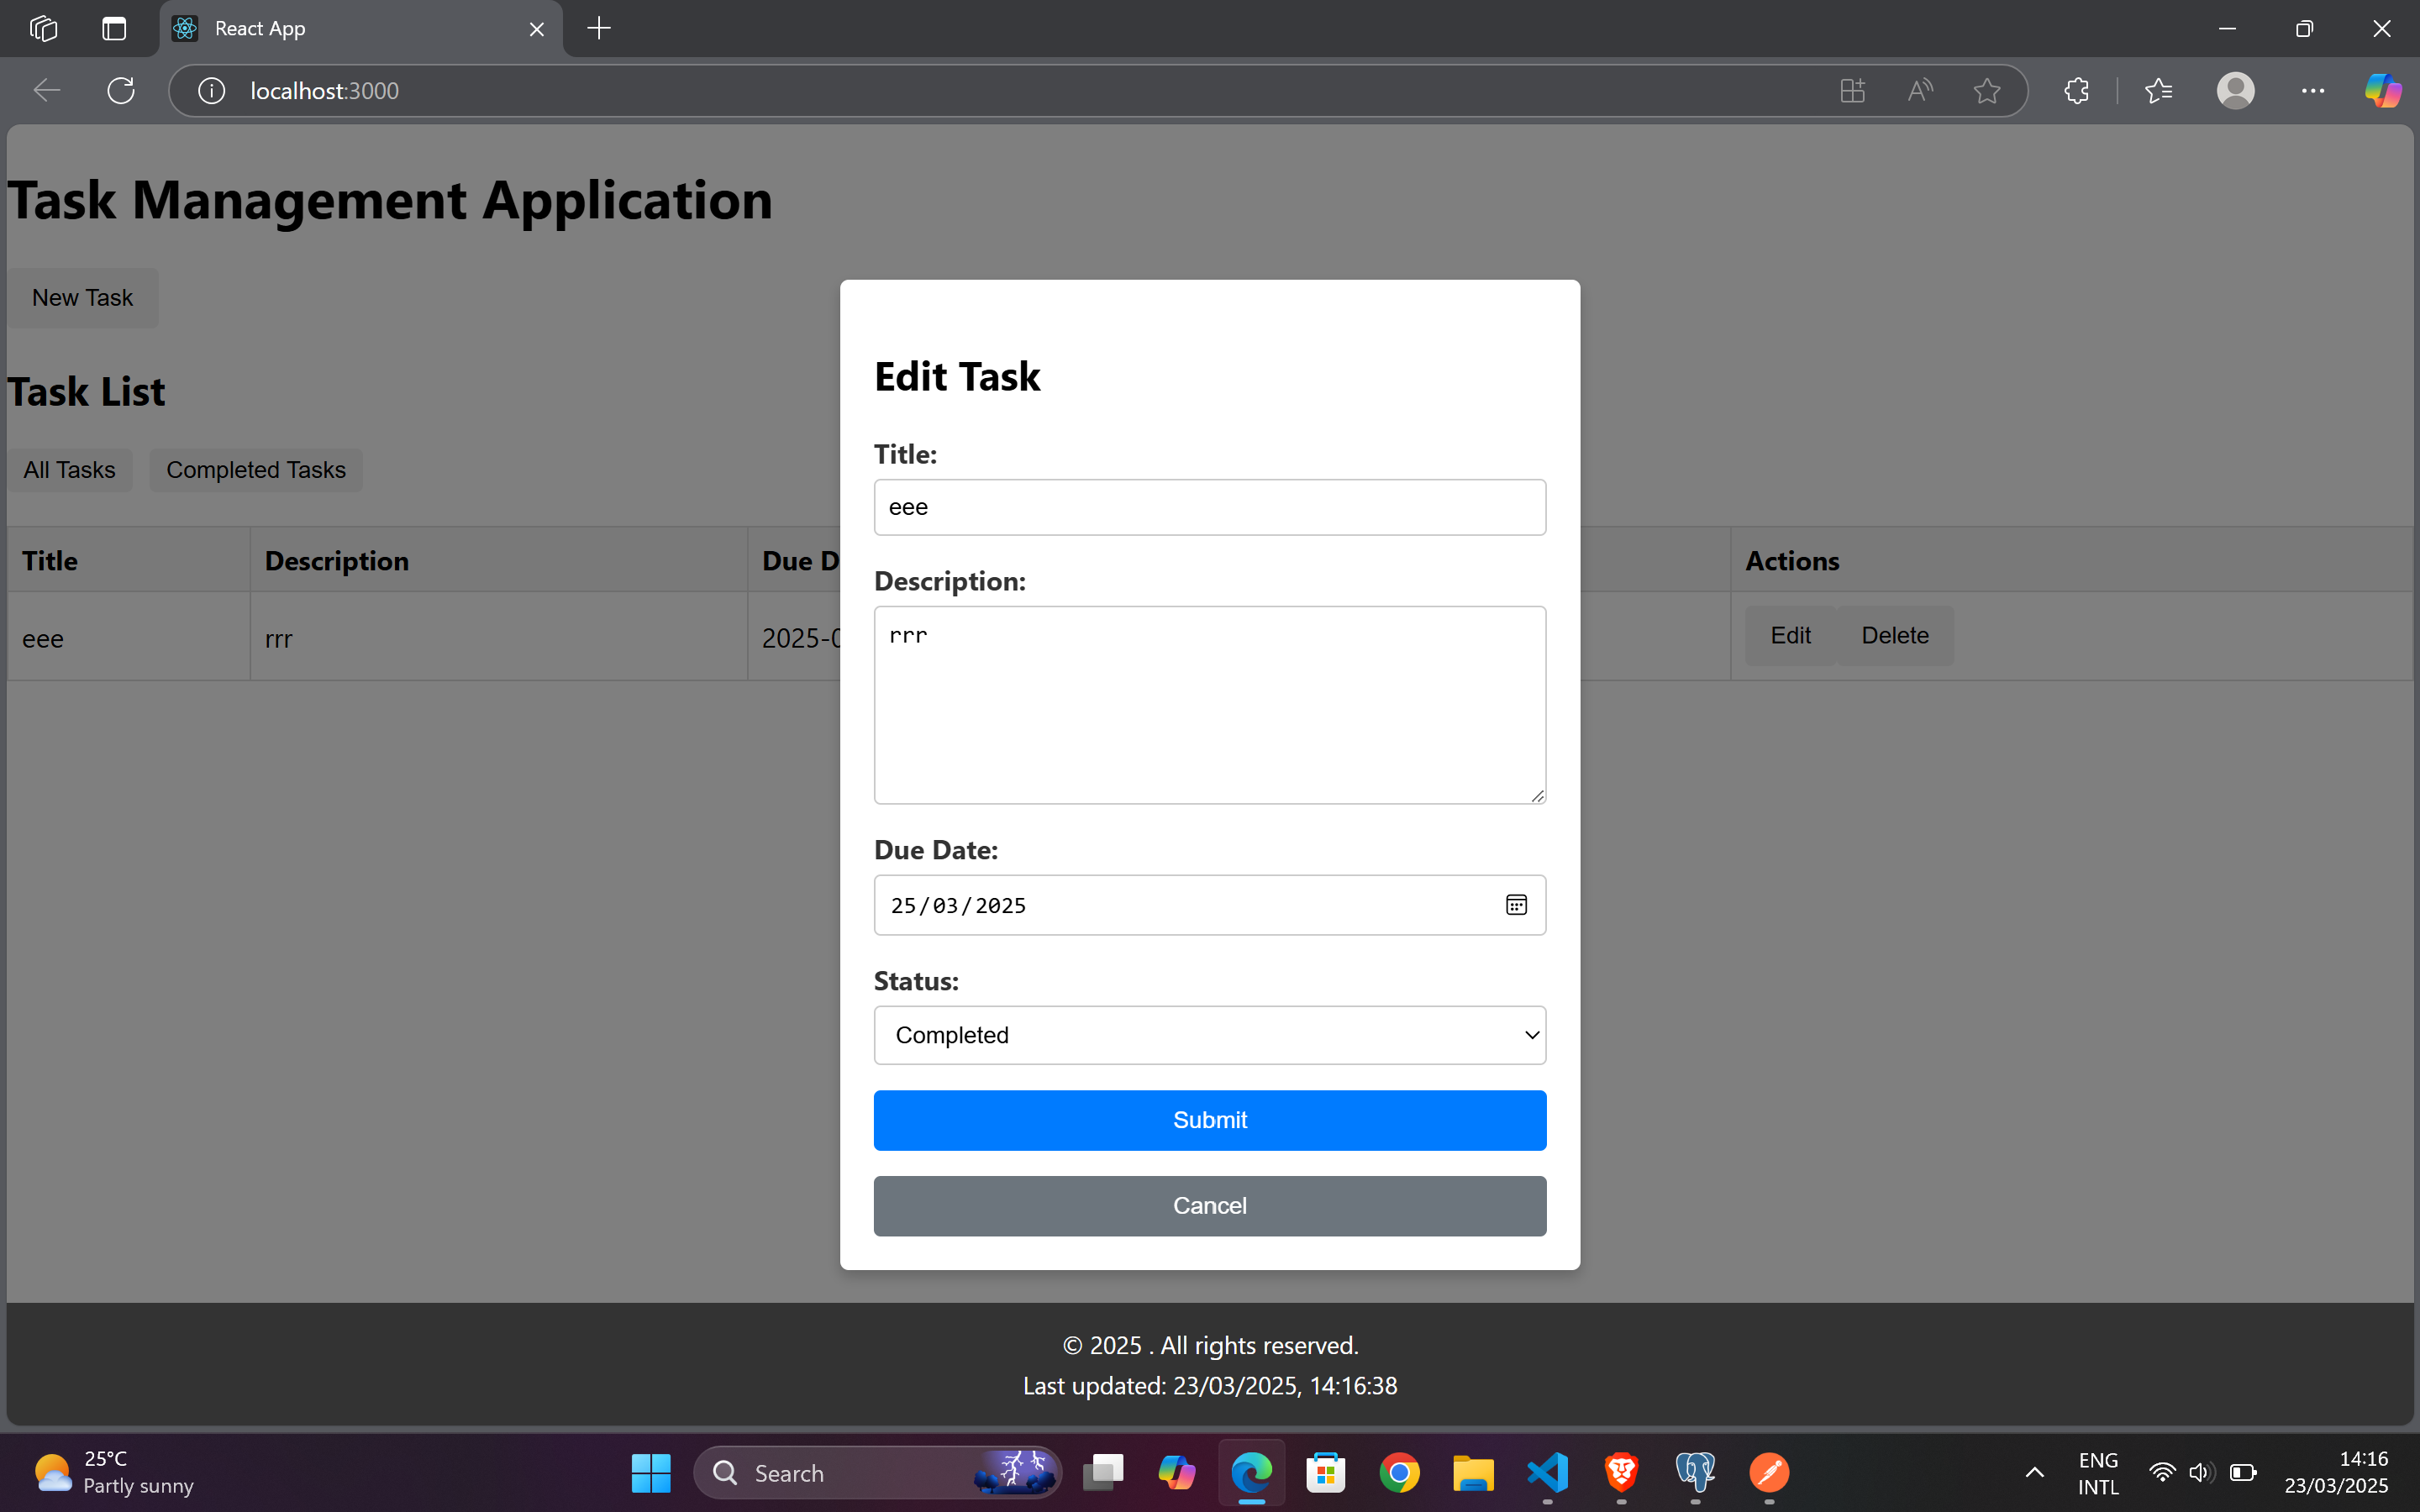 React App
localhost:3000
Task Management Application
New Task
Task List
All Tasks Completed Tasks
Title Description Due D Actions
eee rrr 2025-0 Edit Delete
Edit Task
Title:
eee
Description:
rrr
Due Date:
25/03/2025
Status:
Completed
Submit
Cancel
© 2025 . All rights reserved.
Last updated: 23/03/2025, 14:16:38
25°C
Partly sunny
Search
ENG
INTL
14:16
23/03/2025